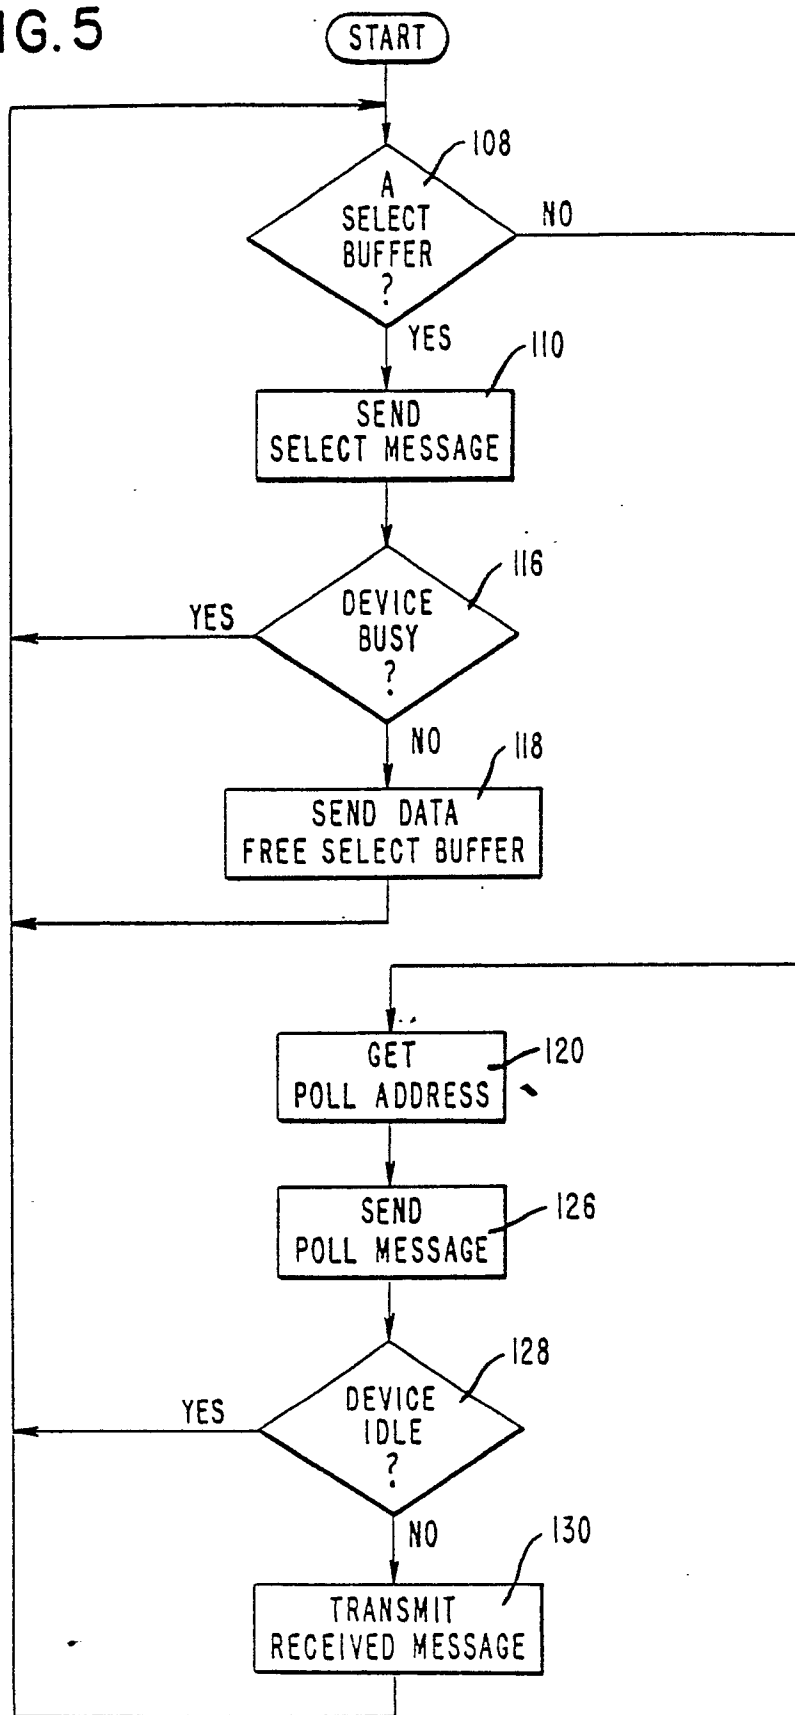 IG. 5
START
108
A
SELECT
BUFFER
?
NO
YES
110
SEND
SELECT MESSAGE
116
DEVICE
BUSY
?
YES
NO
118
SEND DATA
FREE SELECT BUFFER
GET
POLL ADDRESS
120
SEND
POLL MESSAGE
126
128
DEVICE
IDLE
?
YES
NO
130
TRANSMIT
RECEIVED MESSAGE